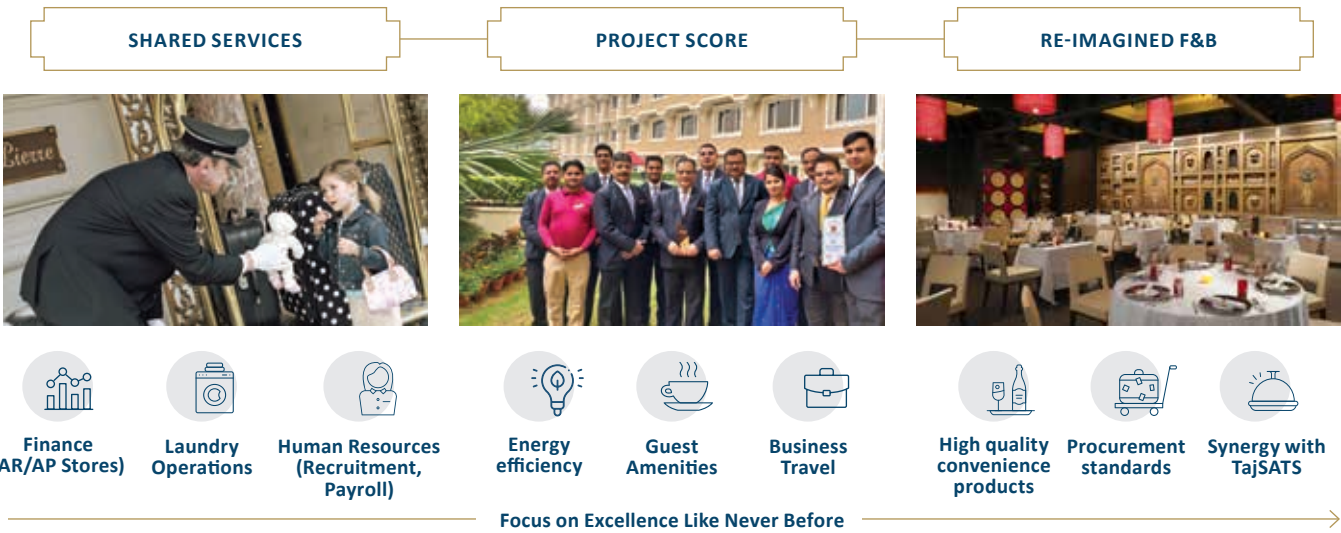 SHARED SERVICES
PROJECT SCORE
RE-IMAGINED F&B
Pierre
Finance
AR/AP Stores)
Laundry
Operations
Human Resources
(Recruitment,
Payroll)
Energy
efficiency
Guest
Amenities
Business
Travel
High quality
convenience
products
Procurement
standards
Synergy with
TajSATS
Focus on Excellence Like Never Before